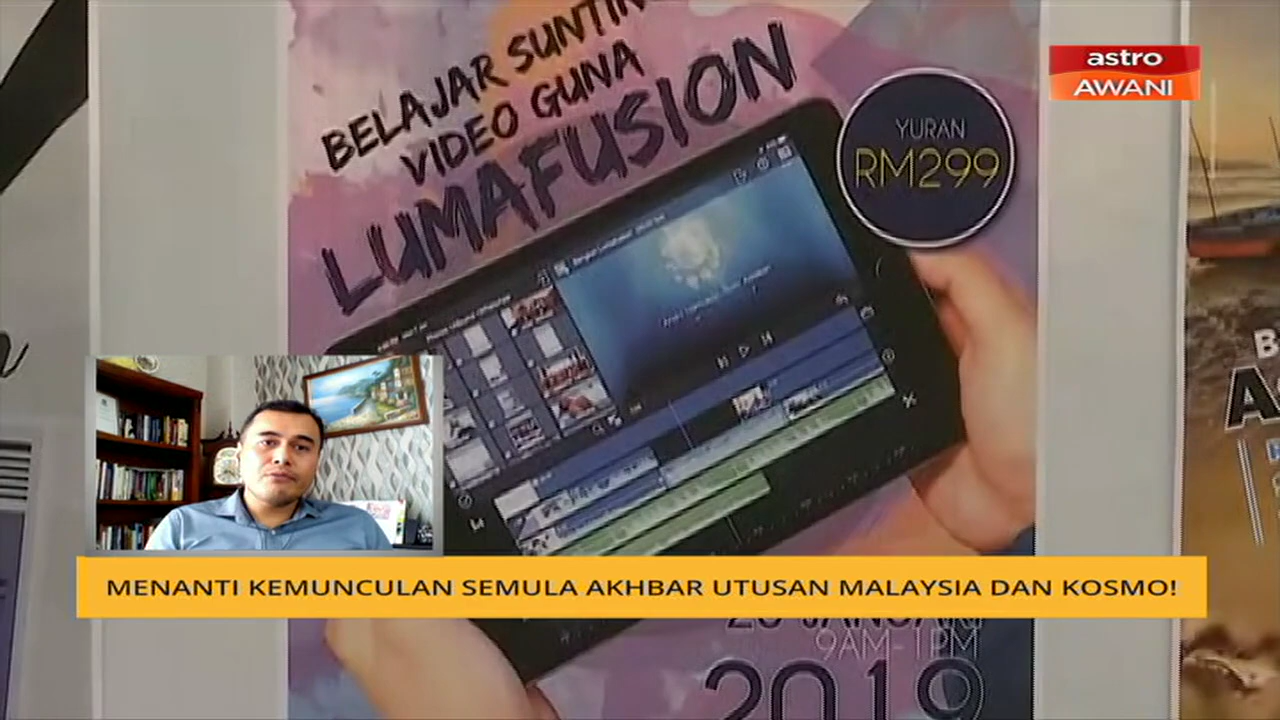 BELAJAR SUNTING
VIDEO GUNA
LUMAFUSION
YURAN
RM299
astro
AWANI
MENANTI KEMUNCULAN SEMULA AKHBAR UTUSAN MALAYSIA DAN KOSMO!
9AM-1PM
2019